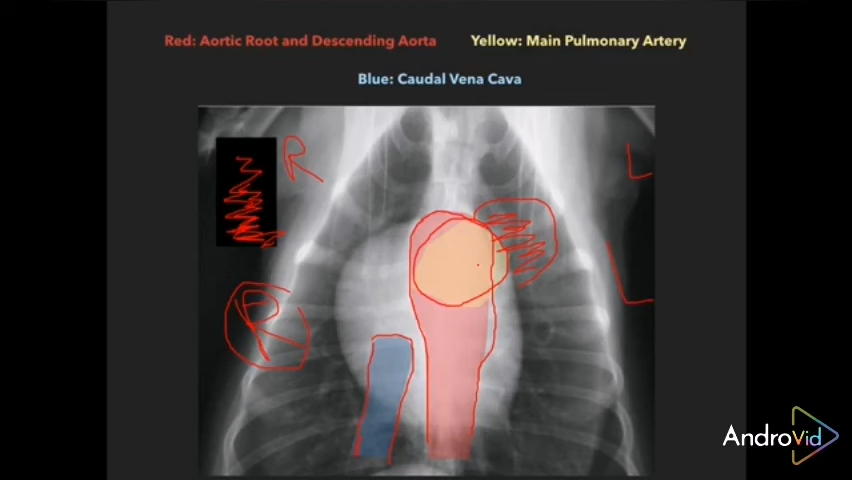 Red: Aortic Root and Descending Aorta Yellow: Main Pulmonary Artery
Blue: Caudal Vena Cava
R L
R L
AndroVid